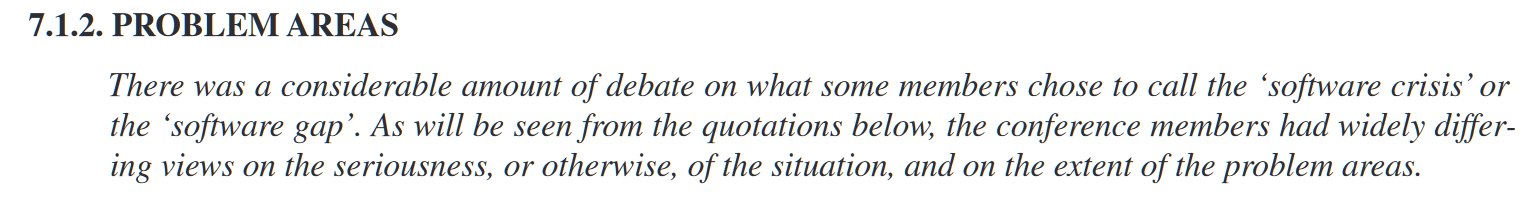 7.1.2. PROBLEM AREAS
There was a considerable amount of debate on what some members chose to call the ‘software crisis’ or
the ‘software gap’. As will be seen from the quotations below, the conference members had widely differ-
ing views on the seriousness, or otherwise, of the situation, and on the extent of the problem areas.